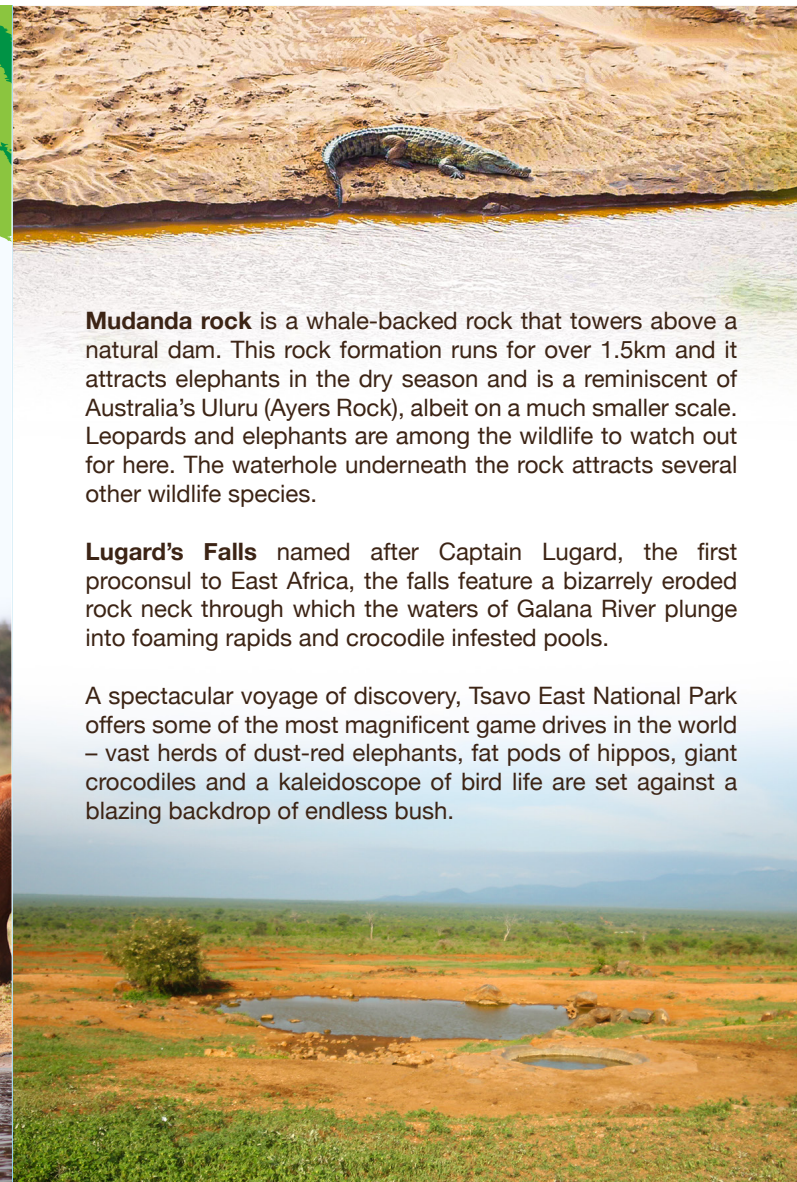 Mudanda rock is a whale-backed rock that towers above a
natural dam. This rock formation runs for over 1.5km and it
attracts elephants in the dry season and is a reminiscent of
Australia’s Uluru (Ayers Rock), albeit on a much smaller scale.
Leopards and elephants are among the wildlife to watch out
for here. The waterhole underneath the rock attracts several
other wildlife species.
Lugard’s Falls named after Captain Lugard, the first
proconsul to East Africa, the falls feature a bizarrely eroded
rock neck through which the waters of Galana River plunge
into foaming rapids and crocodile infested pools.
A spectacular voyage of discovery, Tsavo East National Park
offers some of the most magnificent game drives in the world
– vast herds of dust-red elephants, fat pods of hippos, giant
crocodiles and a kaleidoscope of bird life are set against a
blazing backdrop of endless bush.